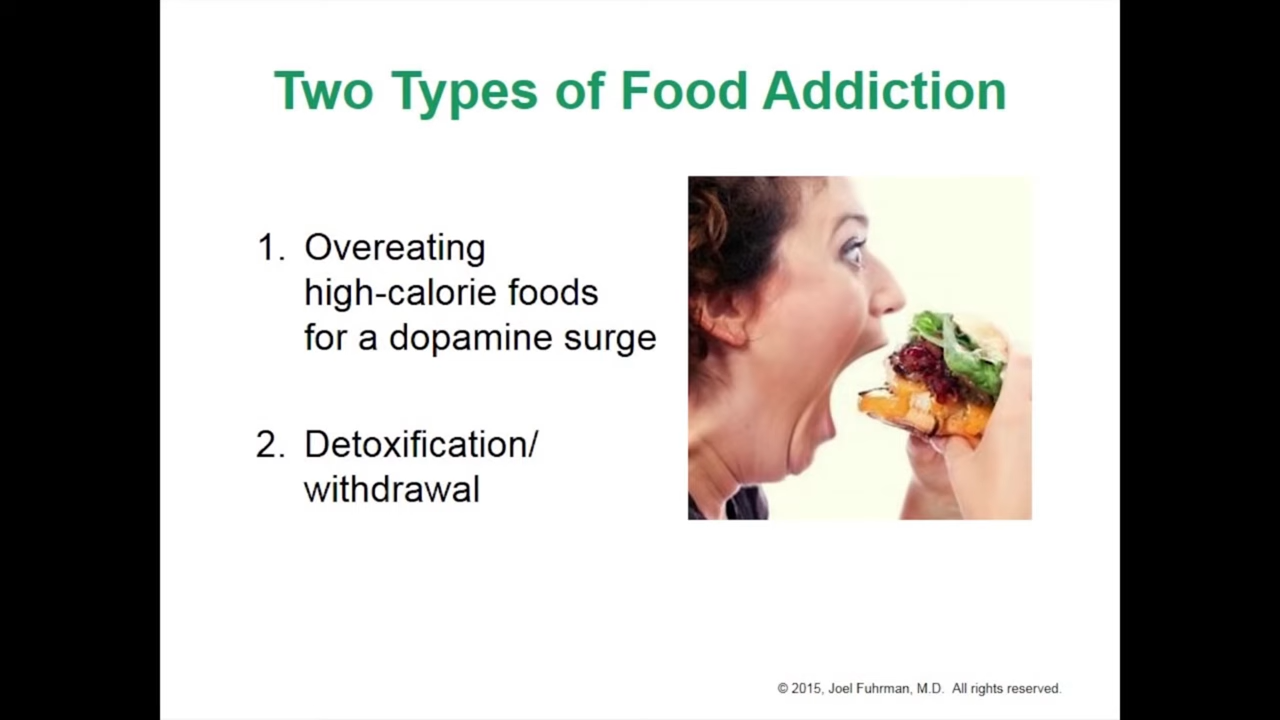 Two Types of Food Addiction
1. Overeating
high-calorie foods
for a dopamine surge
2. Detoxification/
withdrawal
© 2015, Joel Fuhrman, M.D. All rights reserved.